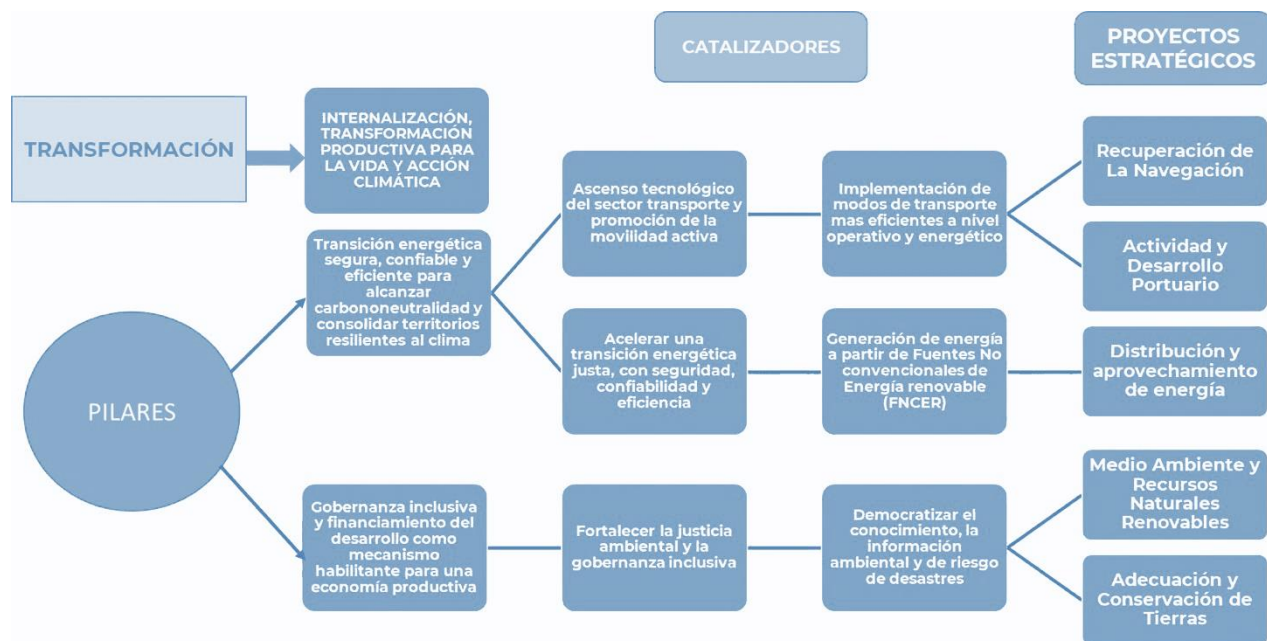 CATALIZADORES
PROYECTOS
ESTRATÉGICOS
TRANSFORMACIÓN
INTERNALIZACIÓN,
TRANSFORMACIÓN
PRODUCTIVA PARA
LA VIDA Y ACCIÓN
CLIMÁTICA
PILARES
Transición energética
segura, confiable y
eficiente para
alcanzar
carbononeutralidad y
consolidar territorios
resilientes al clima
Ascenso tecnológico
del sector transporte y
promoción de la
movilidad activa
Implementación de
modos de transporte
mas eficientes a nivel
operativo y energético
Recuperación de
La Navegación
Actividad y
Desarrollo
Portuario
Acelerar una
transición energética
justa, con seguridad,
confiabilidad y
eficiencia
Generación de energía
a partir de Fuentes No
convencionales de
Energía renovable
(FNCER)
Distribución y
aprovechamiento
de energía
Gobernanza inclusiva
y financiamiento del
desarrollo como
mecanismo
habilitante para una
economía productiva
Fortalecer la justicia
ambiental y la
gobernanza inclusiva
Democratizar el
conocimiento, la
información
ambiental y de riesgo
de desastres
Medio Ambiente y
Recursos
Naturales
Renovables
Adecuación y
Conservación de
Tierras